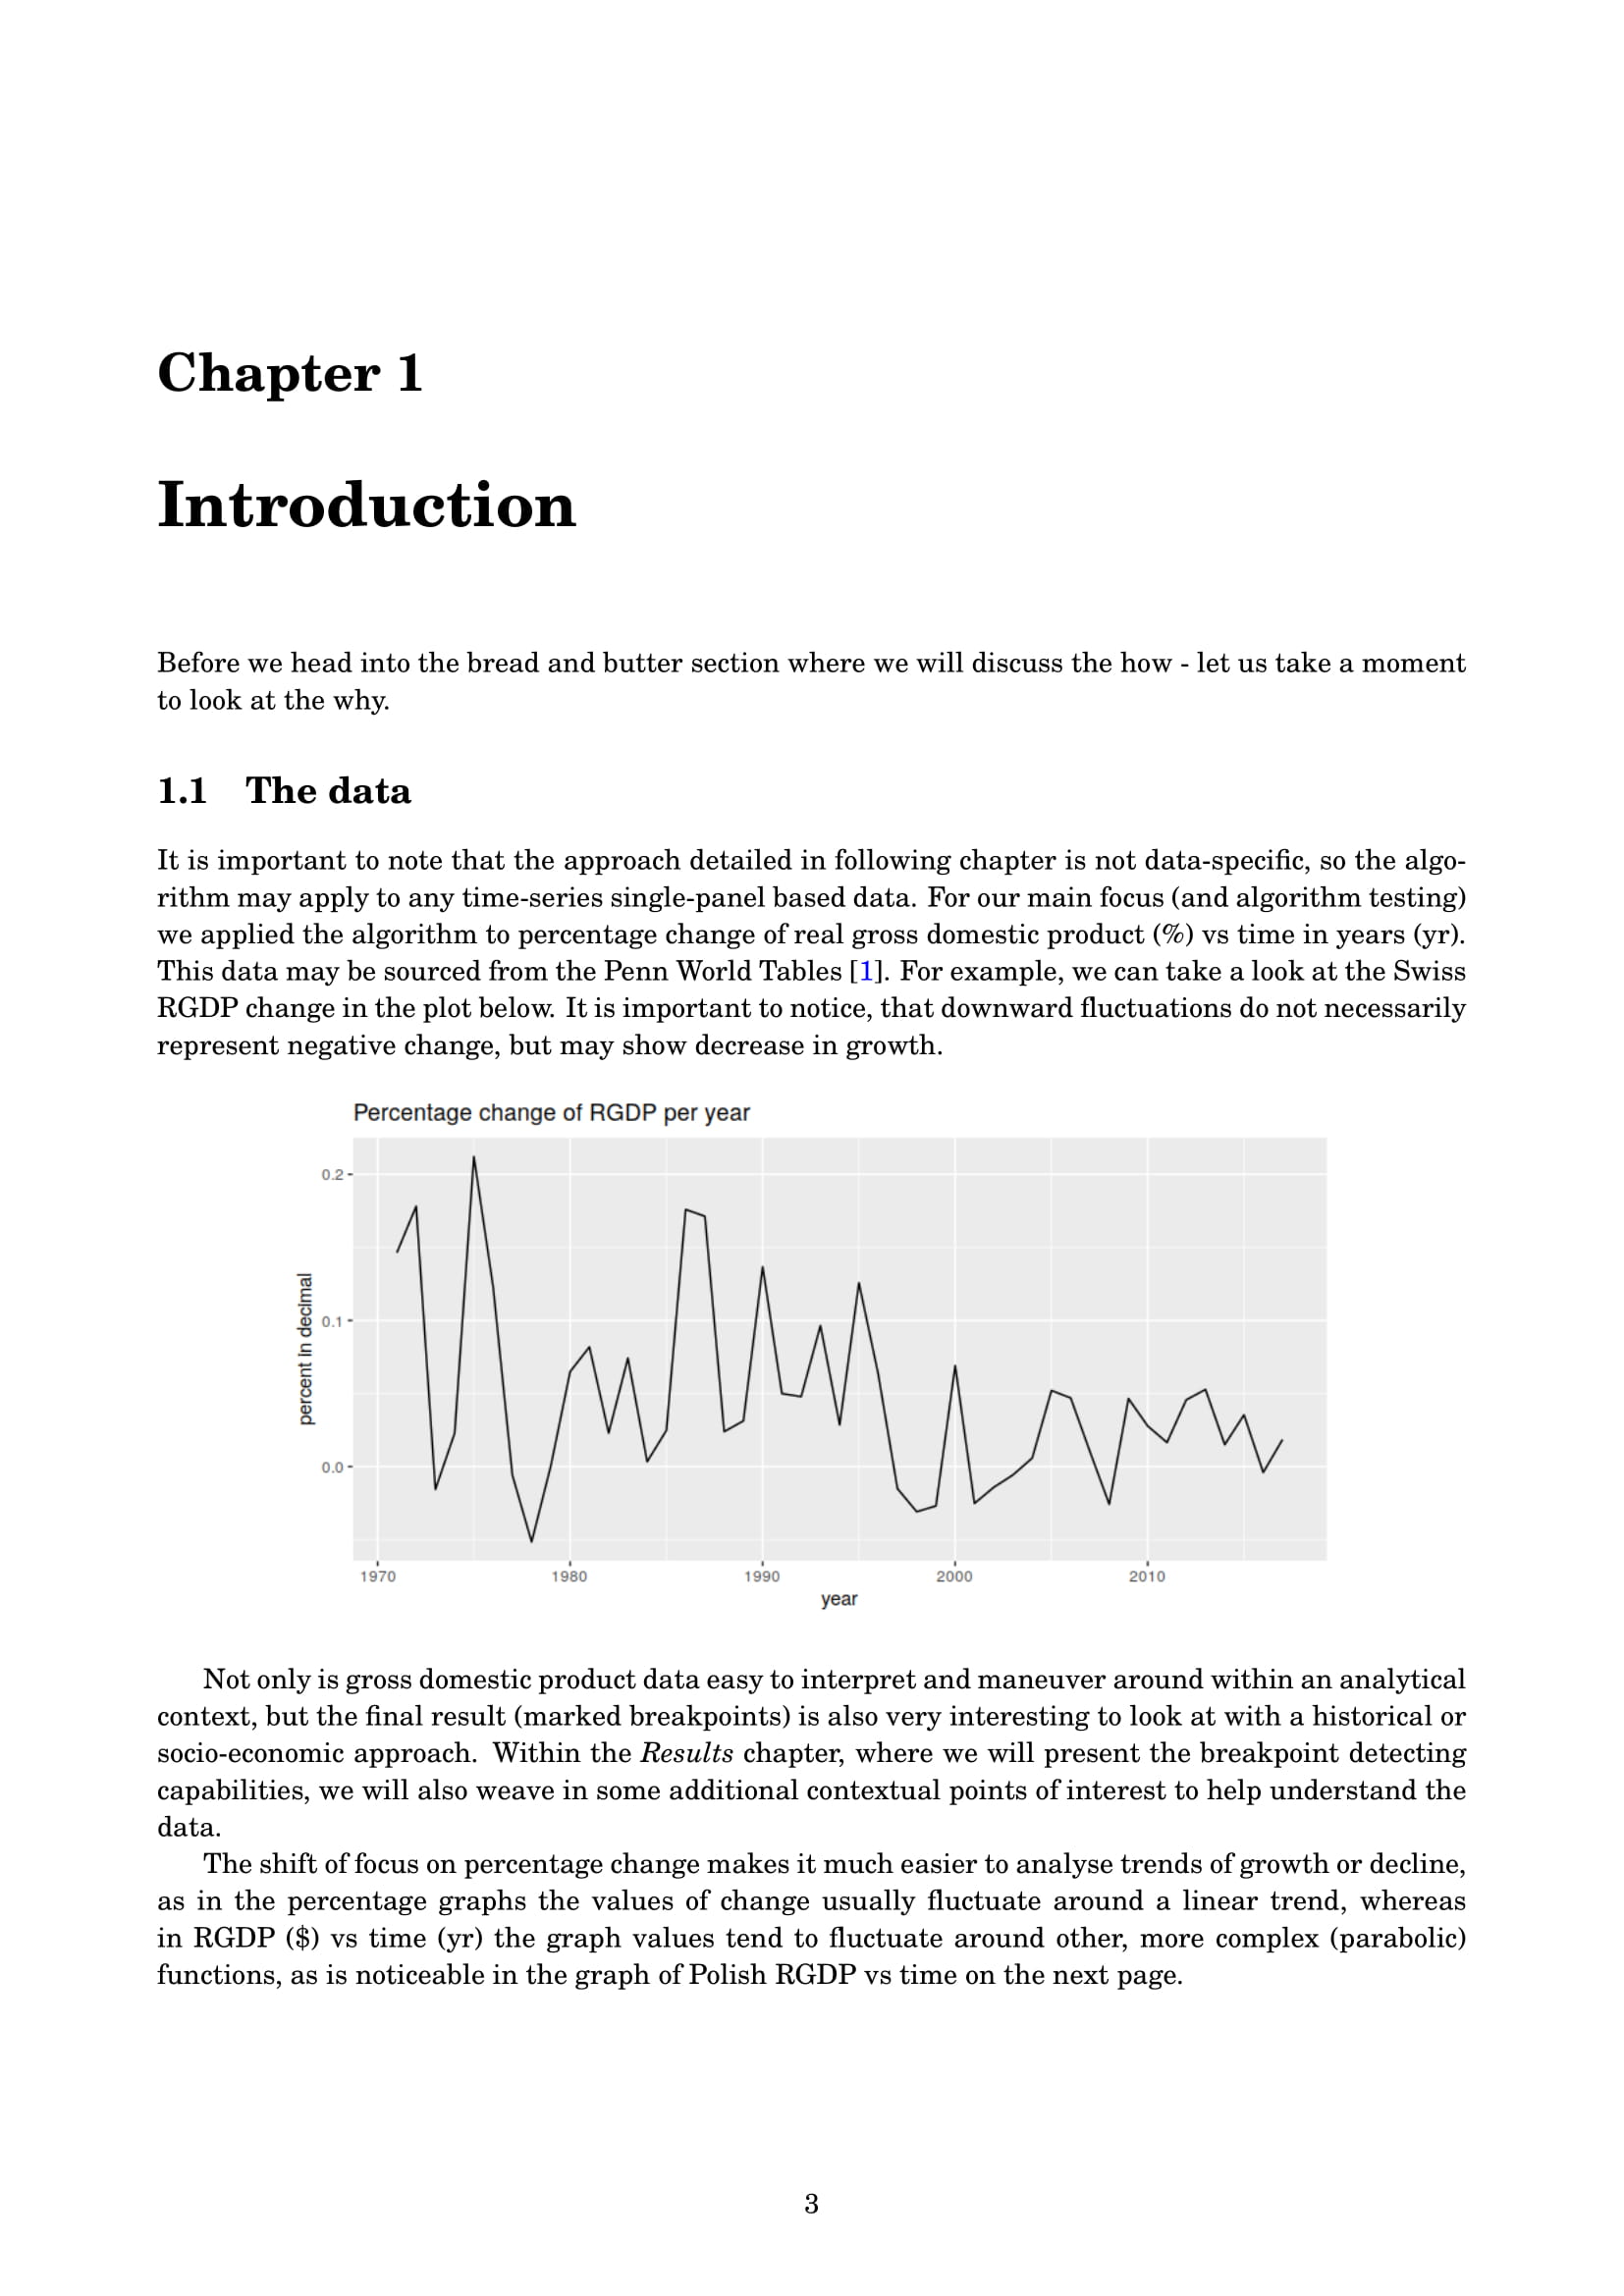 Chapter 1
Introduction
Before we head into the bread and butter section where we will discuss the how - let us take a moment
to look at the why.
1.1 The data
It is important to note that the approach detailed in following chapter is not data-specific, so the algo-
rithm may apply to any time-series single-panel based data. For our main focus (and algorithm testing)
we applied the algorithm to percentage change of real gross domestic product (%) vs time in years (yr).
This data may be sourced from the Penn World Tables [1]. For example, we can take a look at the Swiss
RGDP change in the plot below. It is important to notice, that downward fluctuations do not necessarily
represent negative change, but may show decrease in growth.
Percentage change of RGDP per year
percent in decimal
0.2
0.1
0.0
1970 1980 1990 2000 2010
year
Not only is gross domestic product data easy to interpret and maneuver around within an analytical
context, but the final result (marked breakpoints) is also very interesting to look at with a historical or
socio-economic approach. Within the Results chapter, where we will present the breakpoint detecting
capabilities, we will also weave in some additional contextual points of interest to help understand the
data.
The shift of focus on percentage change makes it much easier to analyse trends of growth or decline,
as in the percentage graphs the values of change usually fluctuate around a linear trend, whereas
in RGDP ($) vs time (yr) the graph values tend to fluctuate around other, more complex (parabolic)
functions, as is noticeable in the graph of Polish RGDP vs time on the next page.
3